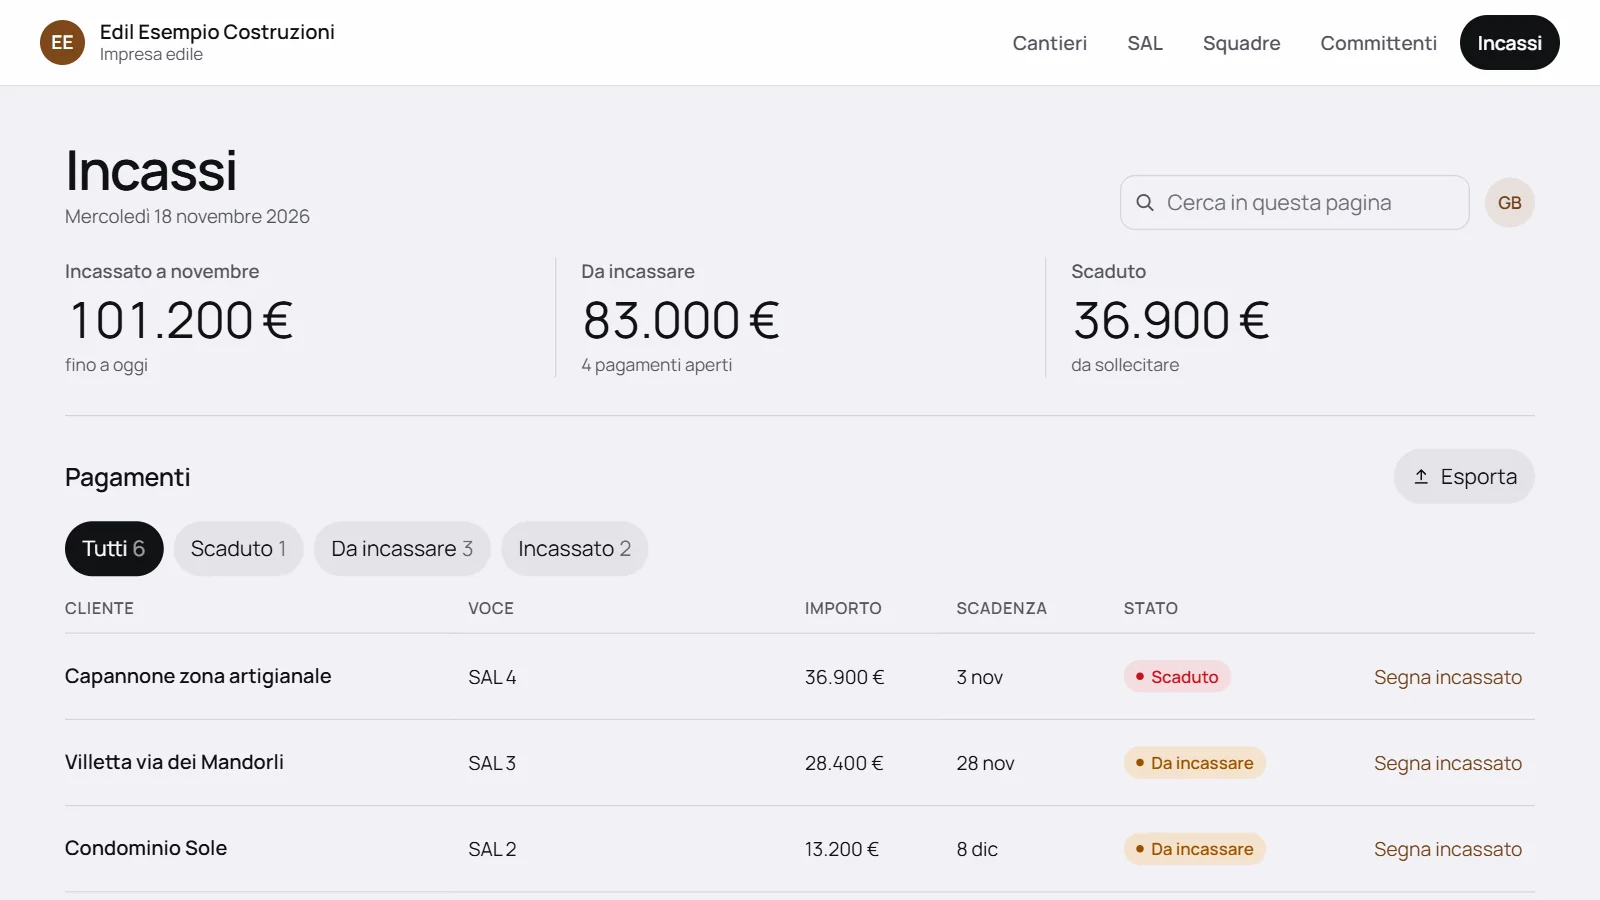 EE
Edil Esempio Costruzioni
Impresa edile
Cantieri
SAL
Squadre
Committenti
Incassi
Incassi
Mercoledì 18 novembre 2026
Cerca in questa pagina
GB
Incassato a novembre
101.200 €
fino a oggi
Da incassare
83.000 €
4 pagamenti aperti
Scaduto
36.900 €
da sollecitare
Pagamenti
Esporta
Tutti 6
Scaduto 1
Da incassare 3
Incassato 2
CLIENTE VOCE IMPORTO SCADENZA STATO
Capannone zona artigianale SAL 4 36.900 € 3 nov Scaduto Segna incassato
Villetta via dei Mandorli SAL 3 28.400 € 28 nov Da incassare Segna incassato
Condominio Sole SAL 2 13.200 € 8 dic Da incassare Segna incassato